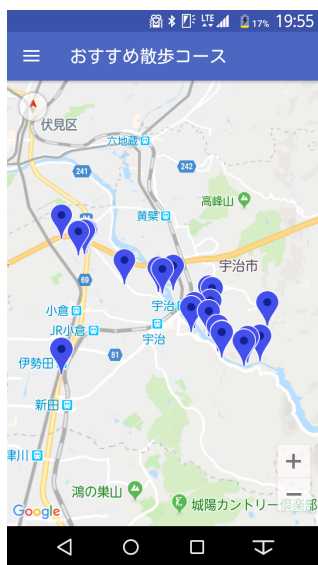 LTE 17% 19:55
おすすめ散歩コース
伏見区
六地蔵
241
242
高峰山
黄檗
宇治市
69
小倉
宇治
JR小倉
宇治
伊勢田
81
新田
津川
鴻の巣山
城陽カントリー倶楽部
Google